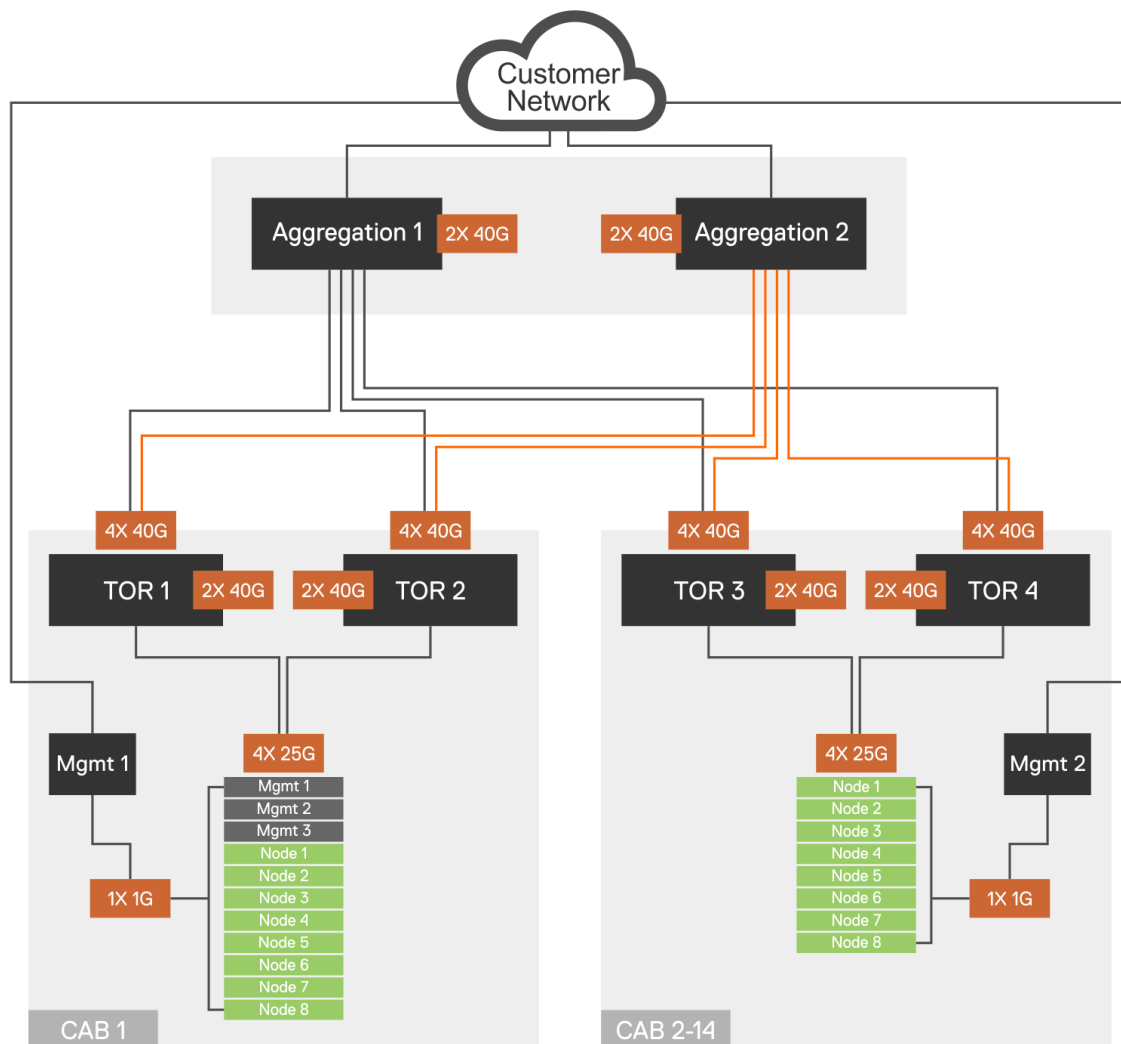 Customer
Network
Aggregation 1
2X 40G
2X 40G
Aggregation 2
4X 40G
4X 40G
4X 40G
4X 40G
TOR 1
2X 40G
2X 40G
TOR 2
TOR 3
2X 40G
2X 40G
TOR 4
Mgmt 1
4X 25G
Mgmt 1
Mgmt 2
Mgmt 3
Node 1
Node 2
Node 3
Node 4
Node 5
Node 6
Node 7
Node 8
1X 1G
CAB 1
4X 25G
Mgmt 2
Node 1
Node 2
Node 3
Node 4
Node 5
Node 6
Node 7
Node 8
1X 1G
CAB 2-14